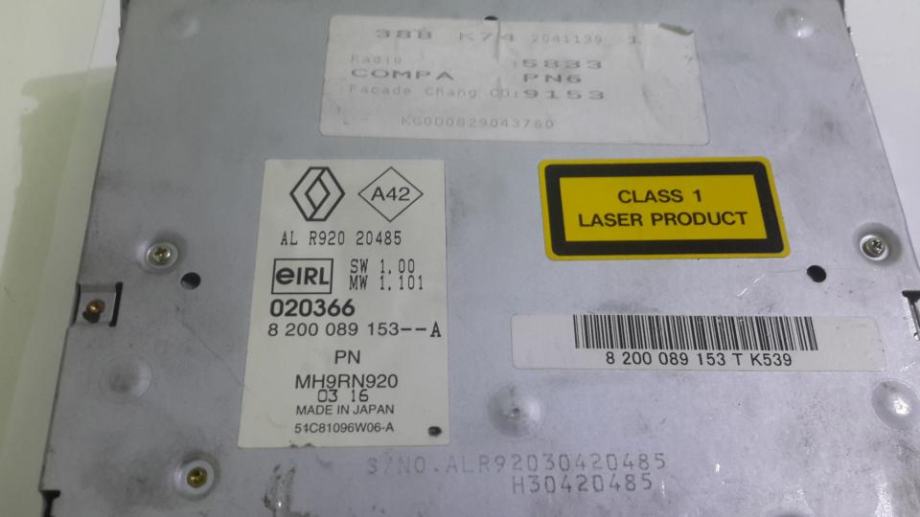 388 K74 2041139 1
Radio :5833
COMPA PN6
Facade Chang CD:9153
KG0D0829043760
A42
AL R920 20485
eIRL
SW 1.00
MW 1.101
020366
8 200 089 153--A
PN
MH9RN920
03 16
MADE IN JAPAN
51C81096W06-A
CLASS 1
LASER PRODUCT
8 200 089 153 T K539
S/NO.ALR92030420485
H30420485